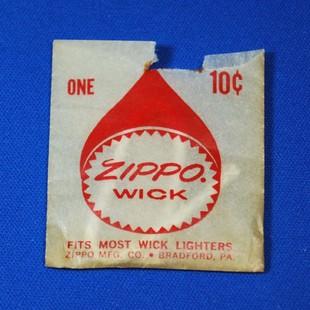 ONE 10¢
ZIPPO.
WICK
FITS MOST WICK LIGHTERS
ZIPPO MFG. CO. • BRADFORD, PA.